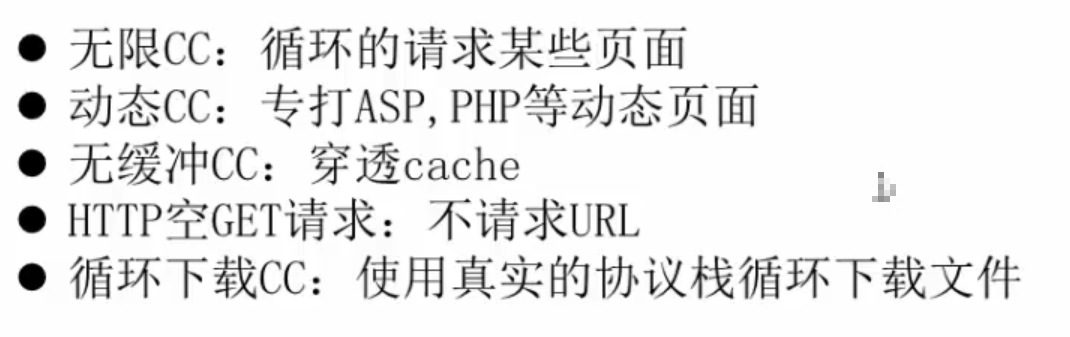 ● 无限CC：循环的请求某些页面
● 动态CC：专打ASP,PHP等动态页面
● 无缓冲CC：穿透cache
● HTTP空GET请求：不请求URL
● 循环下载CC：使用真实的协议栈循环下载文件